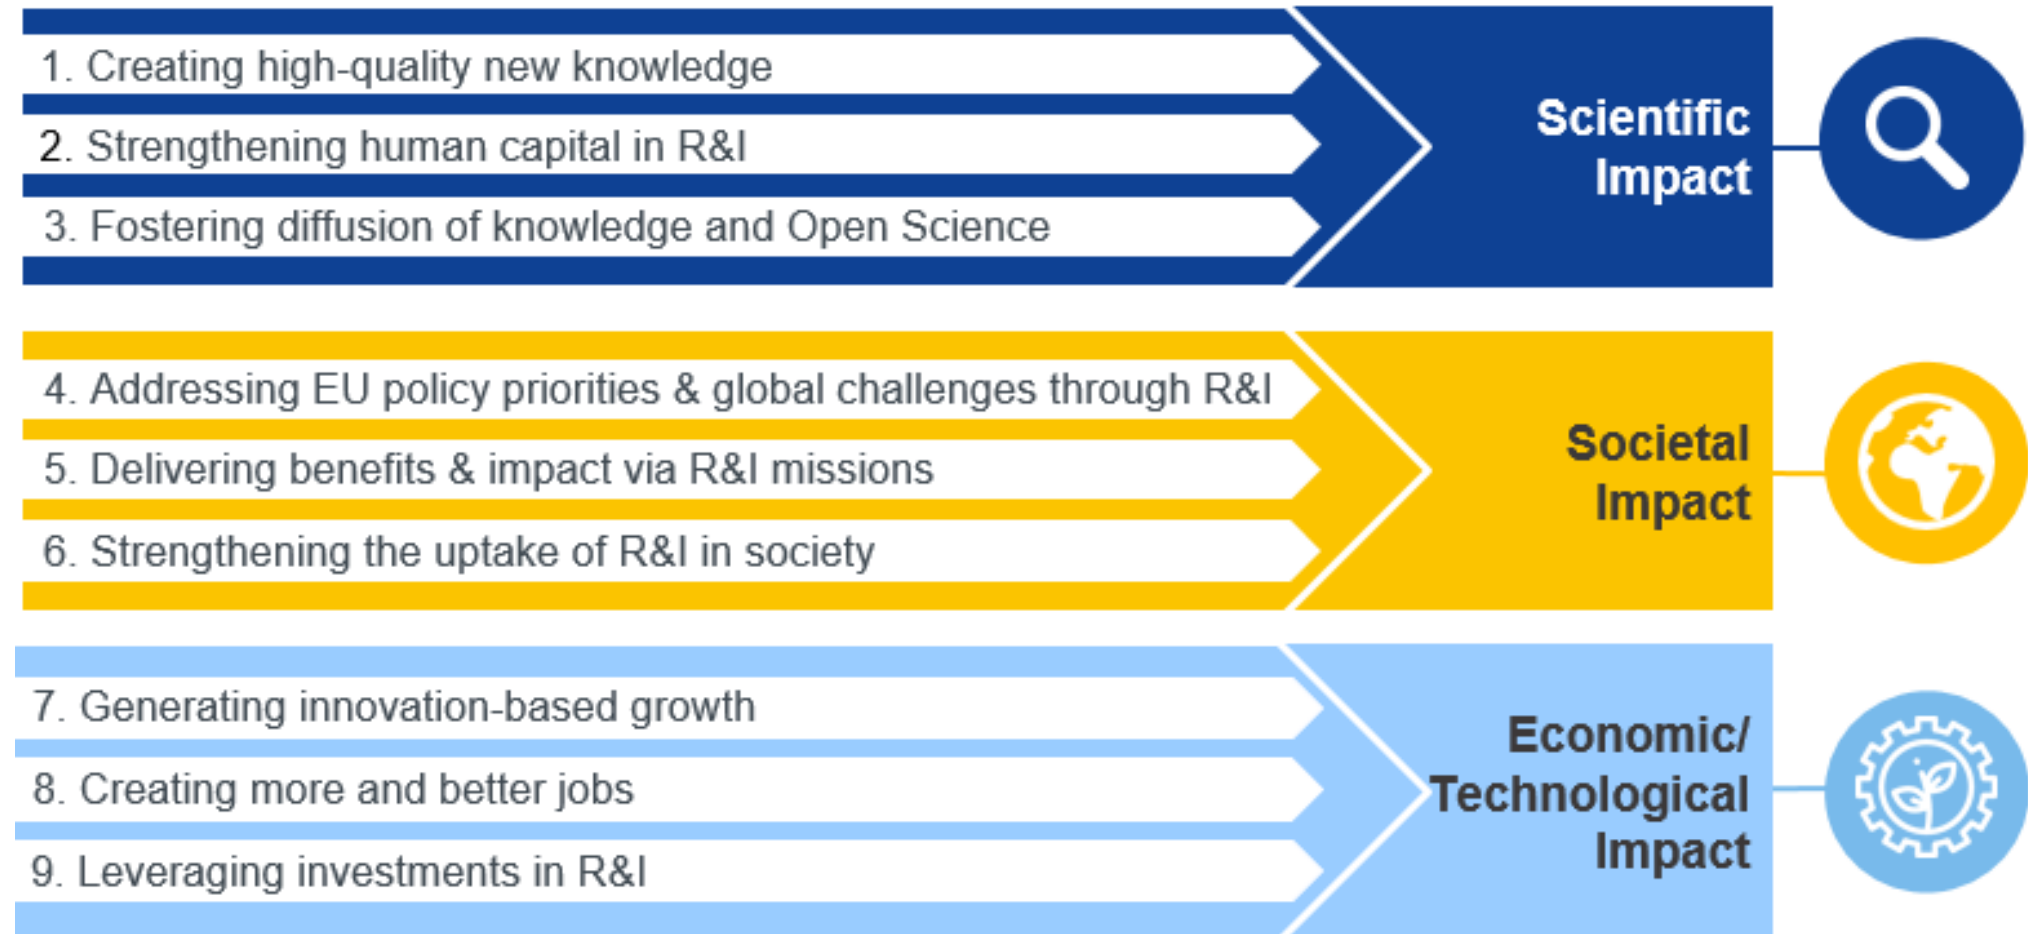 1. Creating high-quality new knowledge
2. Strengthening human capital in R&I
3. Fostering diffusion of knowledge and Open Science
Scientific
Impact
4. Addressing EU policy priorities & global challenges through R&I
5. Delivering benefits & impact via R&I missions
6. Strengthening the uptake of R&I in society
Societal
Impact
7. Generating innovation-based growth
8. Creating more and better jobs
9. Leveraging investments in R&I
Economic/
Technological
Impact